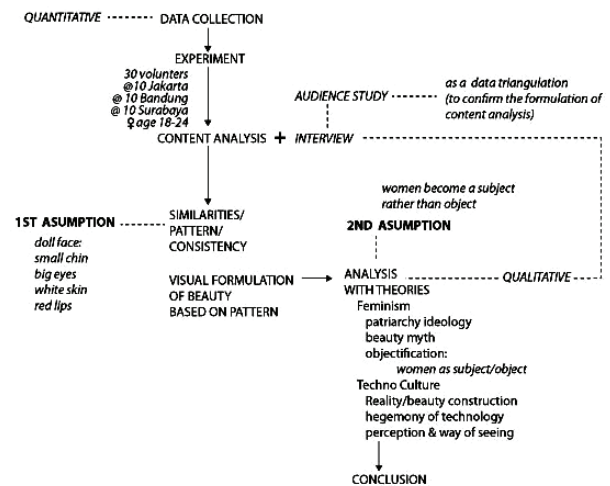 QUANTITATIVE
DATA COLLECTION
EXPERIMENT
30 volunters
@10 Jakarta
@ 10 Bandung
@ 10 Surabaya
♀ age 18-24
AUDIENCE STUDY
as a data triangulation
(to confirm the formulation of
content analysis)
CONTENT ANALYSIS + INTERVIEW
women become a subject
rather than object
1ST ASUMPTION
doll face:
small chin
big eyes
white skin
red lips
SIMILARITIES/
PATTERN/
CONSISTENCY
2ND ASUMPTION
VISUAL FORMULATION
OF BEAUTY
BASED ON PATTERN
ANALYSIS
WITH THEORIES
QUALITATIVE
Feminism
patriarchy ideology
beauty myth
objectification:
women as subject/object
Techno Culture
Reality/beauty construction
hegemony of technology
perception & way of seeing
CONCLUSION